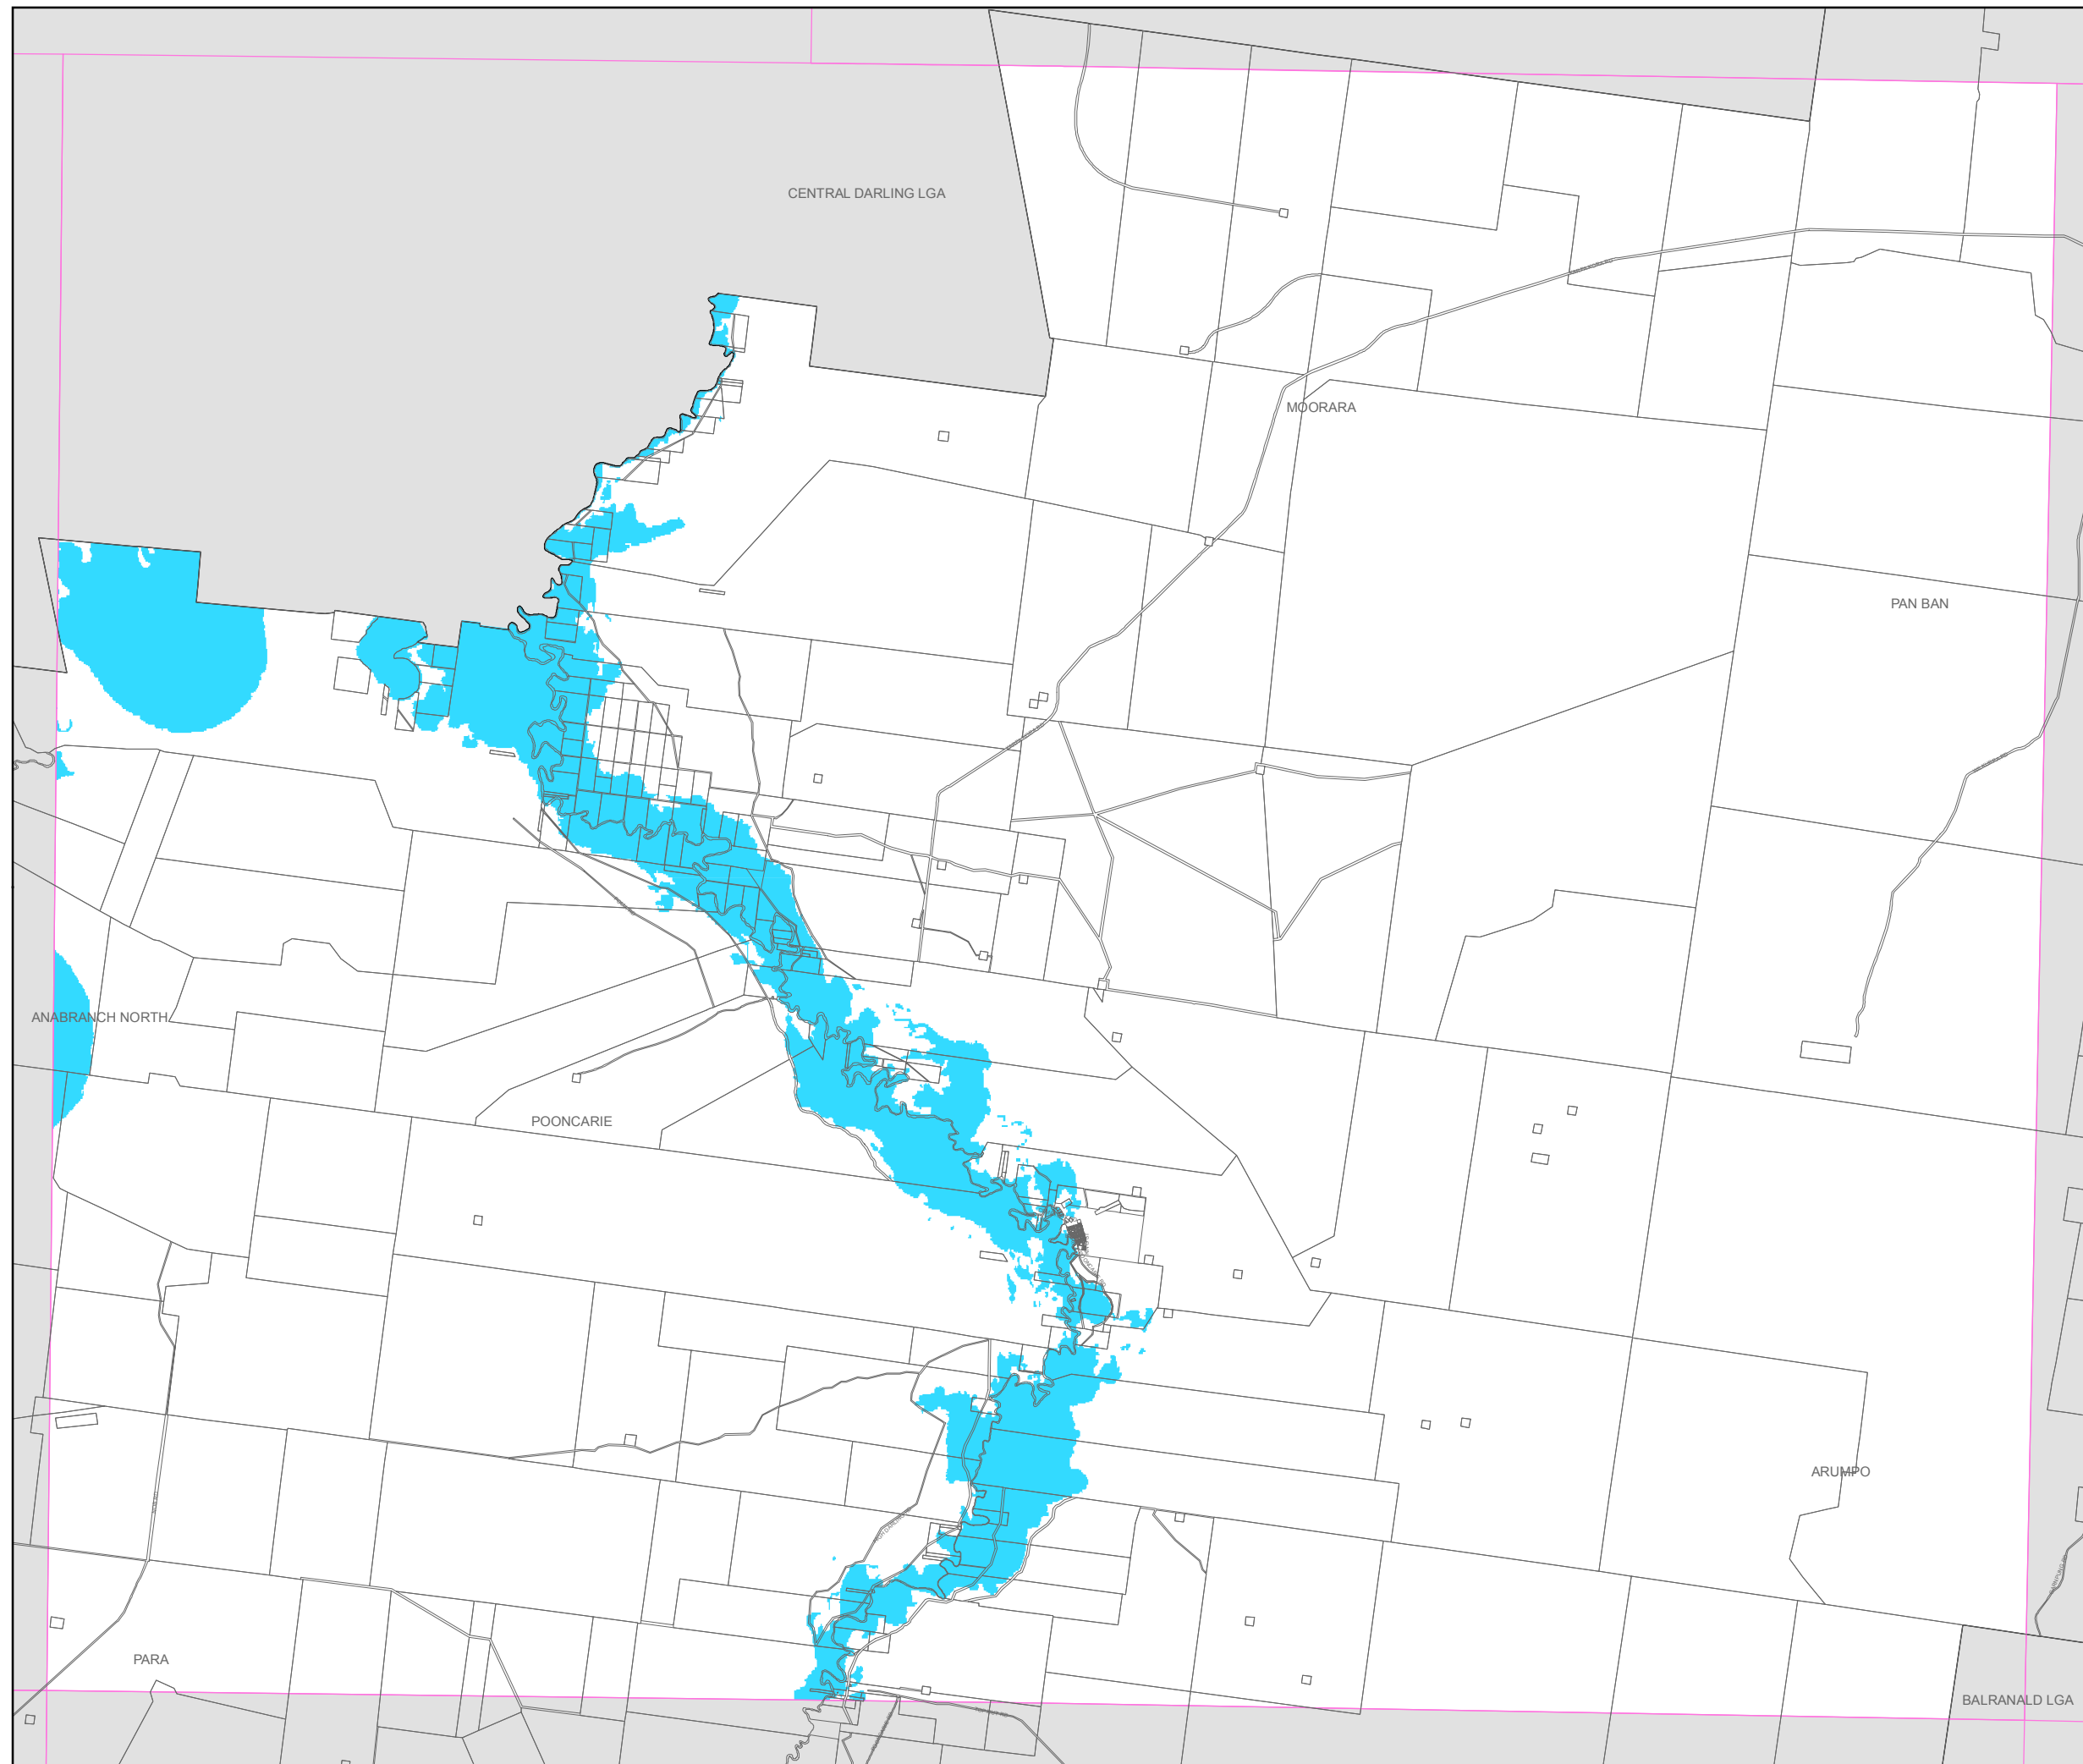 CENTRAL DARLING LGA
MOORARA
PAN BAN
ANABRANCH NORTH
POONCARIE
ARUMPO
PARA
BALRANALD LGA